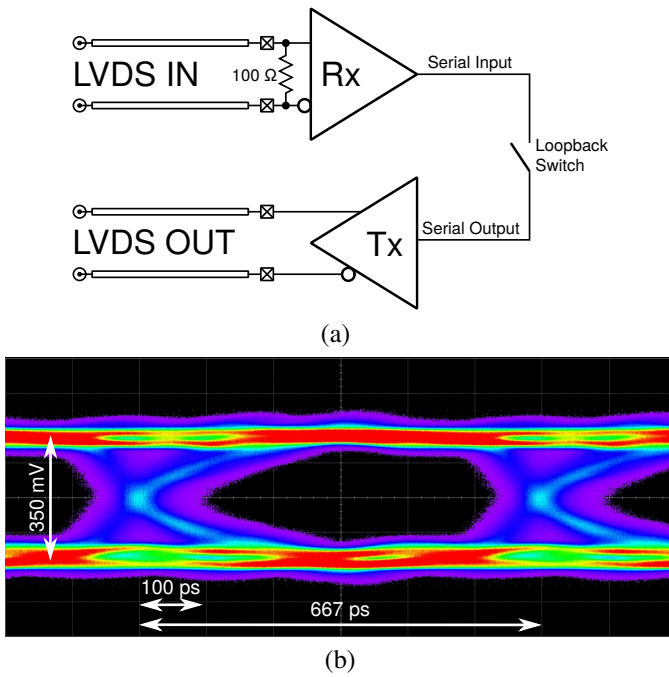 LVDS IN
100 Ω
Rx
Serial Input
Loopback
Switch
LVDS OUT
Tx
Serial Output
(a)
350 mV
100 ps
667 ps
(b)